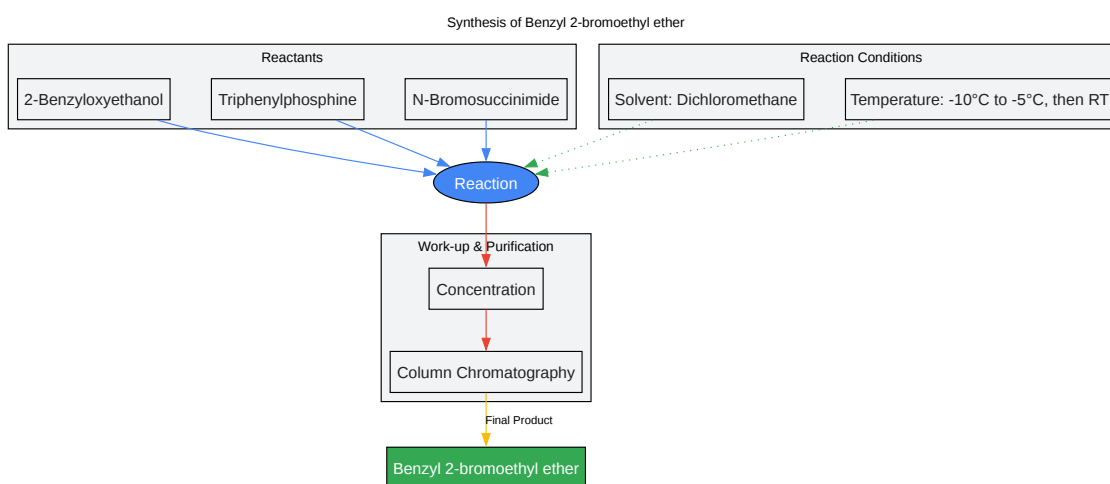 Synthesis of Benzyl 2-bromoethyl ether
Reactants
Reaction Conditions
2-Benzyloxyethanol
Triphenylphosphine
N-Bromosuccinimide
Solvent: Dichloromethane
Temperature: -10°C to -5°C, then RT
Reaction
Work-up & Purification
Concentration
Column Chromatography
Final Product
Benzyl 2-bromoethyl ether